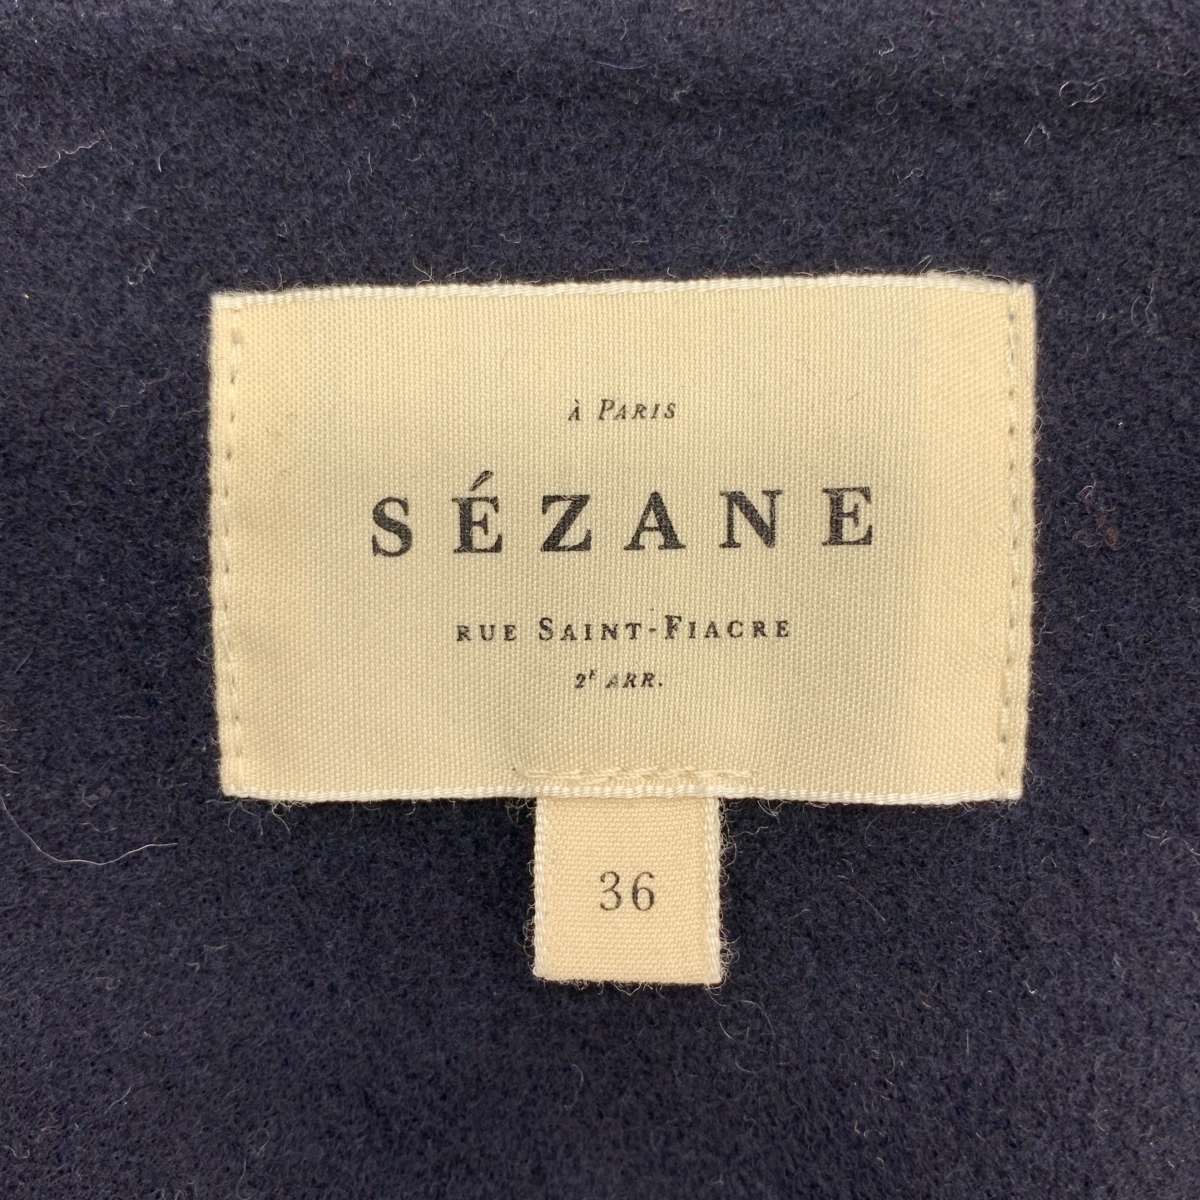 À PARIS
SÉZANE
RUE SAINT-FIACRE
2E ARR.
36